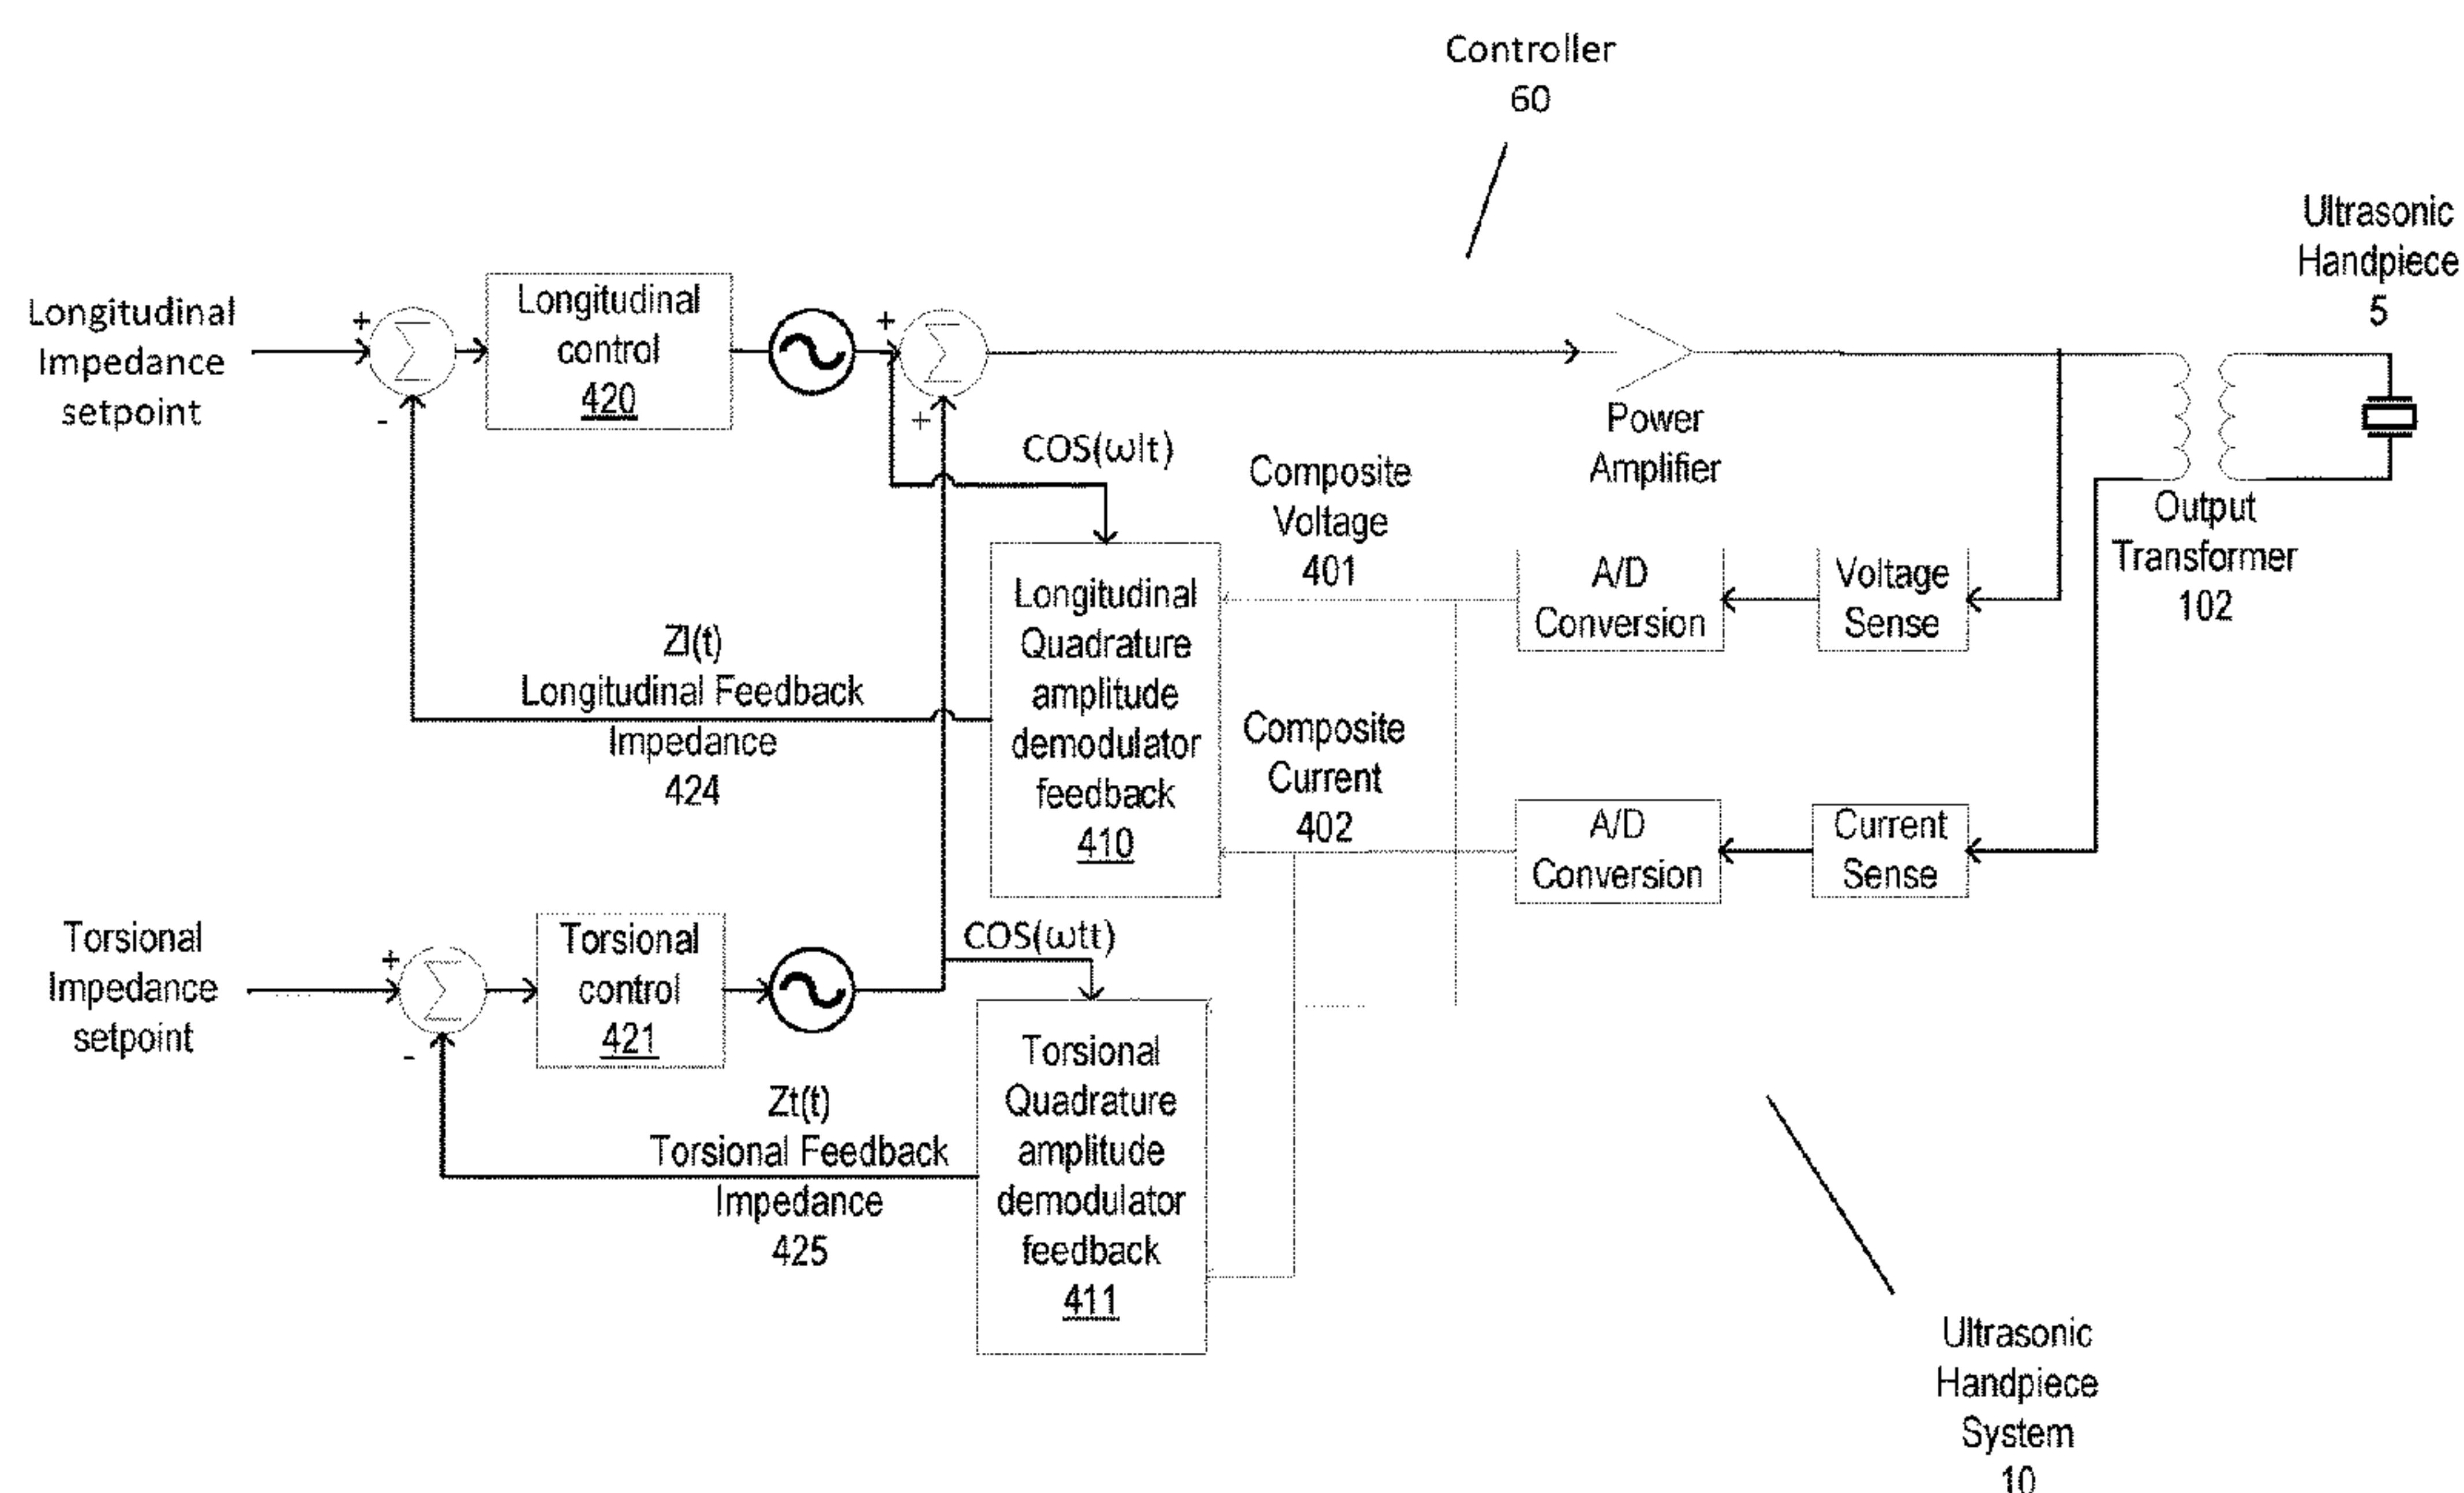 Controller
60
Ultrasonic
Handpiece
5
Longitudinal
Impedance
setpoint
+
Σ
-
Longitudinal
control
420
+
Σ
+
COS(ωlt)
Power
Amplifier
Output
Transformer
102
Composite
Voltage
401
A/D
Conversion
Voltage
Sense
Longitudinal
Quadrature
amplitude
demodulator
feedback
410
Zl(t)
Longitudinal Feedback
Impedance
424
Composite
Current
402
A/D
Conversion
Current
Sense
Torsional
Impedance
setpoint
+
Σ
-
Torsional
control
421
COS(ωtt)
Torsional
Quadrature
amplitude
demodulator
feedback
411
Zt(t)
Torsional Feedback
Impedance
425
Ultrasonic
Handpiece
System
10